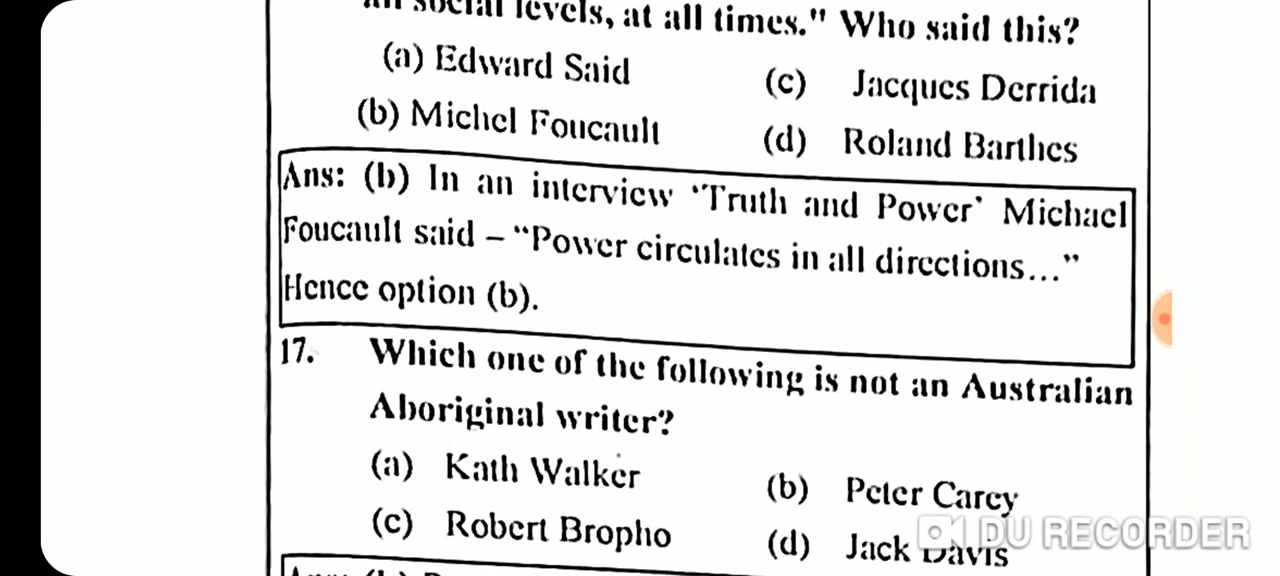 an social levels, at all times." Who said this?
(a) Edward Said (c) Jacques Derrida
(b) Michel Foucault (d) Roland Barthes
Ans: (b) In an interview ‘Truth and Power’ Michael
Foucault said – “Power circulates in all directions…”
Hence option (b).
17. Which one of the following is not an Australian
Aboriginal writer?
(a) Kath Walker (b) Peter Carey
(c) Robert Bropho (d) Jack Davis
DU RECORDER